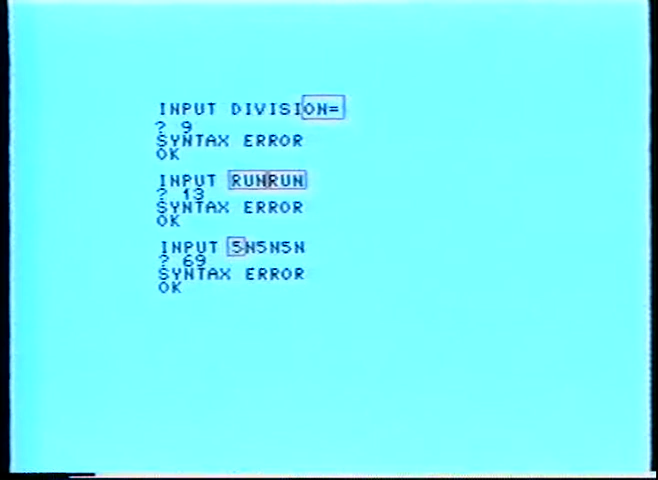 INPUT DIVISION=
? 9
SYNTAX ERROR
OK
INPUT RUNRUN
? 13
SYNTAX ERROR
OK
INPUT 5N5N5N
? 69
SYNTAX ERROR
OK